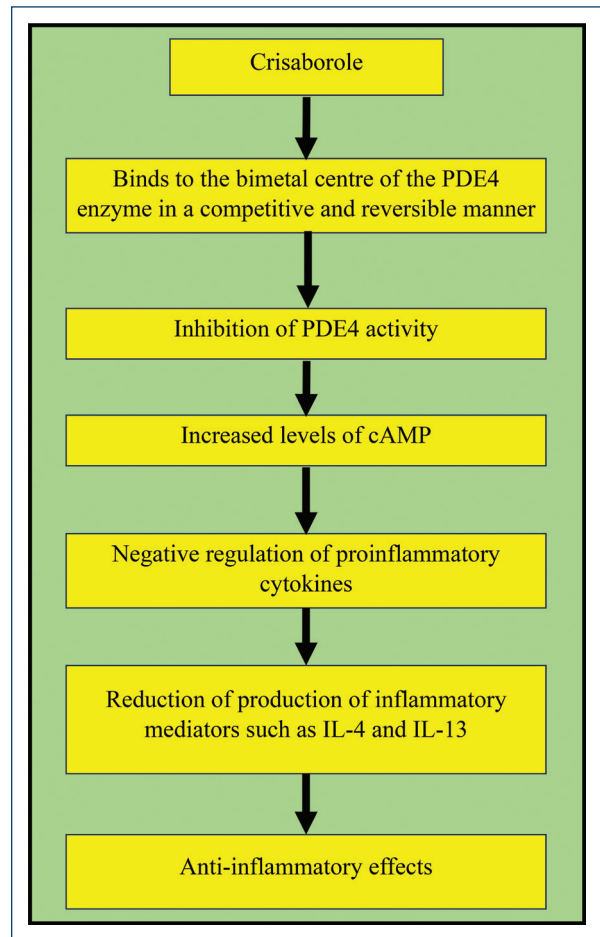 Crisaborole
Binds to the bimetal centre of the PDE4
enzyme in a competitive and reversible manner
Inhibition of PDE4 activity
Increased levels of cAMP
Negative regulation of proinflammatory
cytokines
Reduction of production of inflammatory
mediators such as IL-4 and IL-13
Anti-inflammatory effects